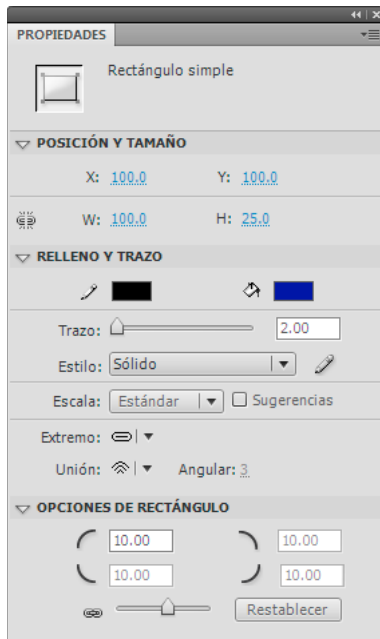 PROPIEDADES
Rectángulo simple
POSICIÓN Y TAMAÑO
X: 100.0 Y: 100.0
W: 100.0 H: 25.0
RELLENO Y TRAZO
Trazo: 2.00
Estilo: Sólido
Escala: Estándar Sugerencias
Extremo:
Unión: Angular: 3
OPCIONES DE RECTÁNGULO
10.00 10.00
10.00 10.00
Restablecer